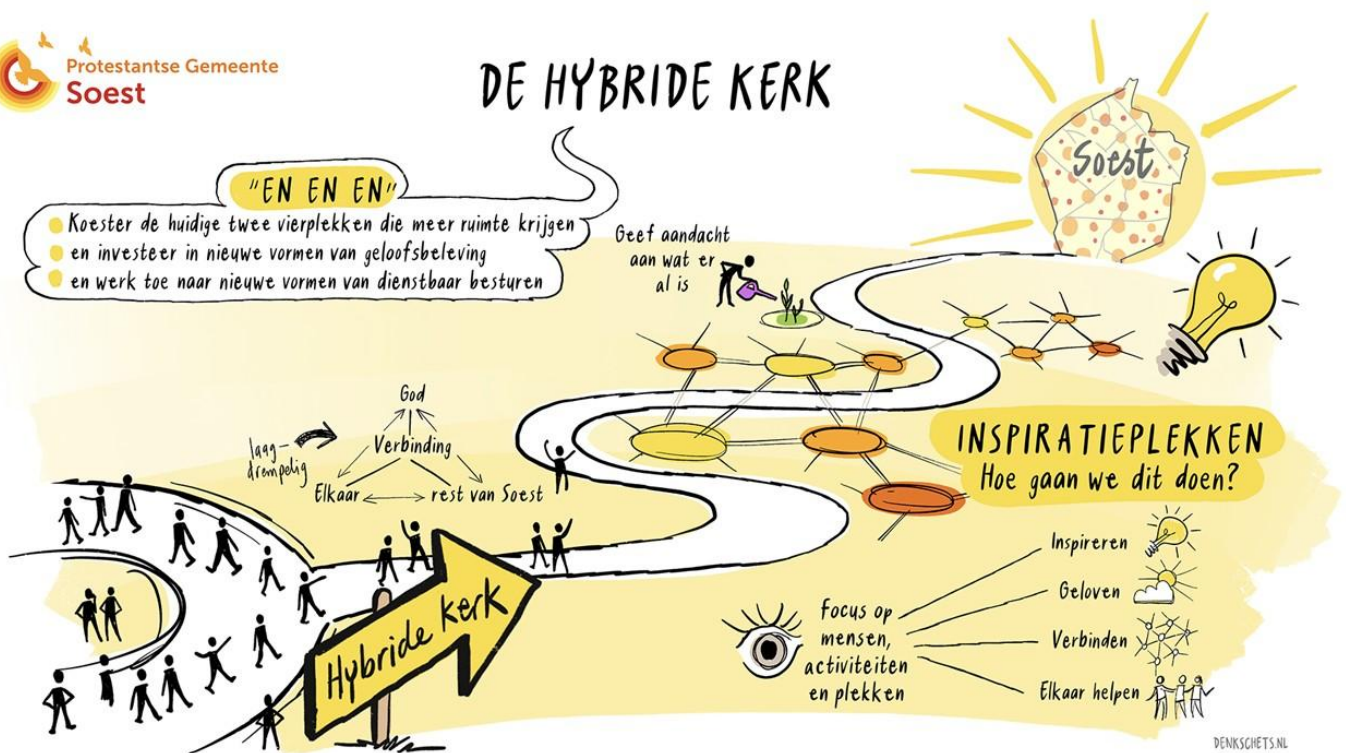 Protestantse Gemeente
Soest
DE HYBRIDE KERK
"EN EN EN"
Koester de huidige twee vierplekken die meer ruimte krijgen
en investeer in nieuwe vormen van geloofsbeleving
en werk toe naar nieuwe vormen van dienstbaar besturen
Geef aandacht
aan wat er
al is
Soest
God
Verbinding
laag-
drempelig
Elkaar
rest van Soest
Hybride kerk
INSPIRATIEPLEKKEN
Hoe gaan we dit doen?
Focus op
mensen,
activiteiten
en plekken
Inspireren
Geloven
Verbinden
Elkaar helpen
DENKSCHETS.NL